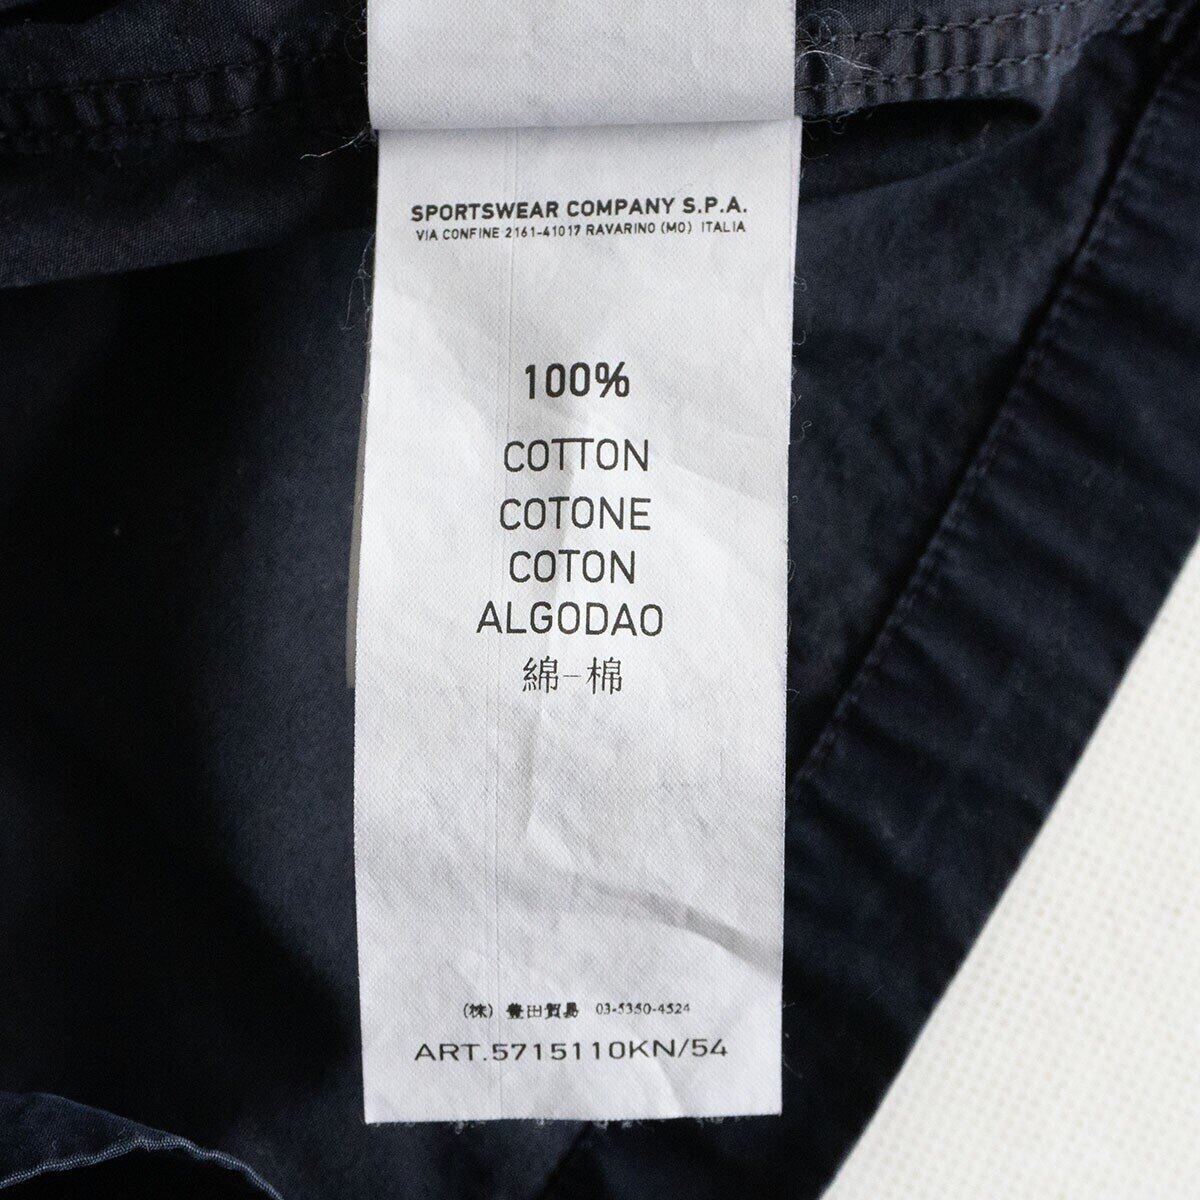 SPORTSWEAR COMPANY S.P.A.
VIA CONFINE 2161-41017 RAVARINO (MO) ITALIA
100%
COTTON
COTONE
COTON
ALGODAO
綿-棉
(株) 豊田貿易 03-5350-4524
ART.5715110KN/54